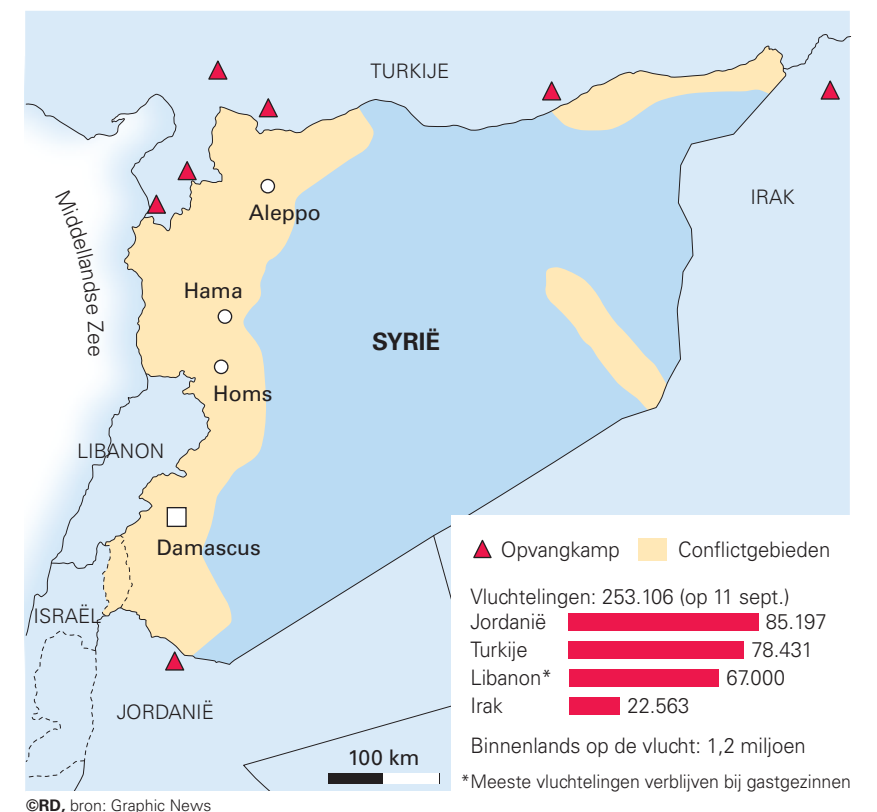 TURKIJE
IRAK
Middellandse Zee
Aleppo
Hama
SYRIË
Homs
LIBANON
Damascus
ISRAËL
JORDANIË
100 km
Opvangkamp
Conflictgebieden
Vluchtelingen: 253.106 (op 11 sept.)
Jordanië 85.197
Turkije 78.431
Libanon* 67.000
Irak 22.563
Binnenlands op de vlucht: 1,2 miljoen
*Meeste vluchtelingen verblijven bij gastgezinnen
©RD, bron: Graphic News